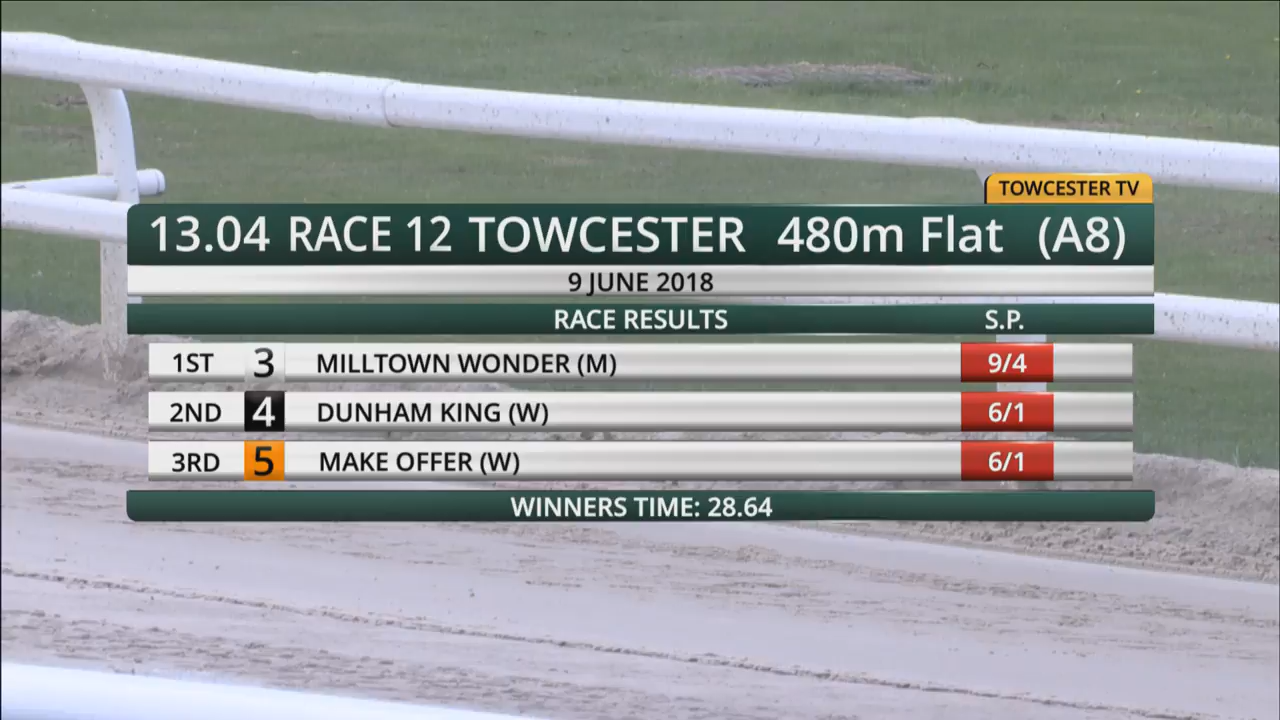 TOWCESTER TV
13.04 RACE 12 TOWCESTER 480m Flat (A8)
9 JUNE 2018
RACE RESULTS S.P.
1ST 3 MILLTOWN WONDER (M) 9/4
2ND 4 DUNHAM KING (W) 6/1
3RD 5 MAKE OFFER (W) 6/1
WINNERS TIME: 28.64